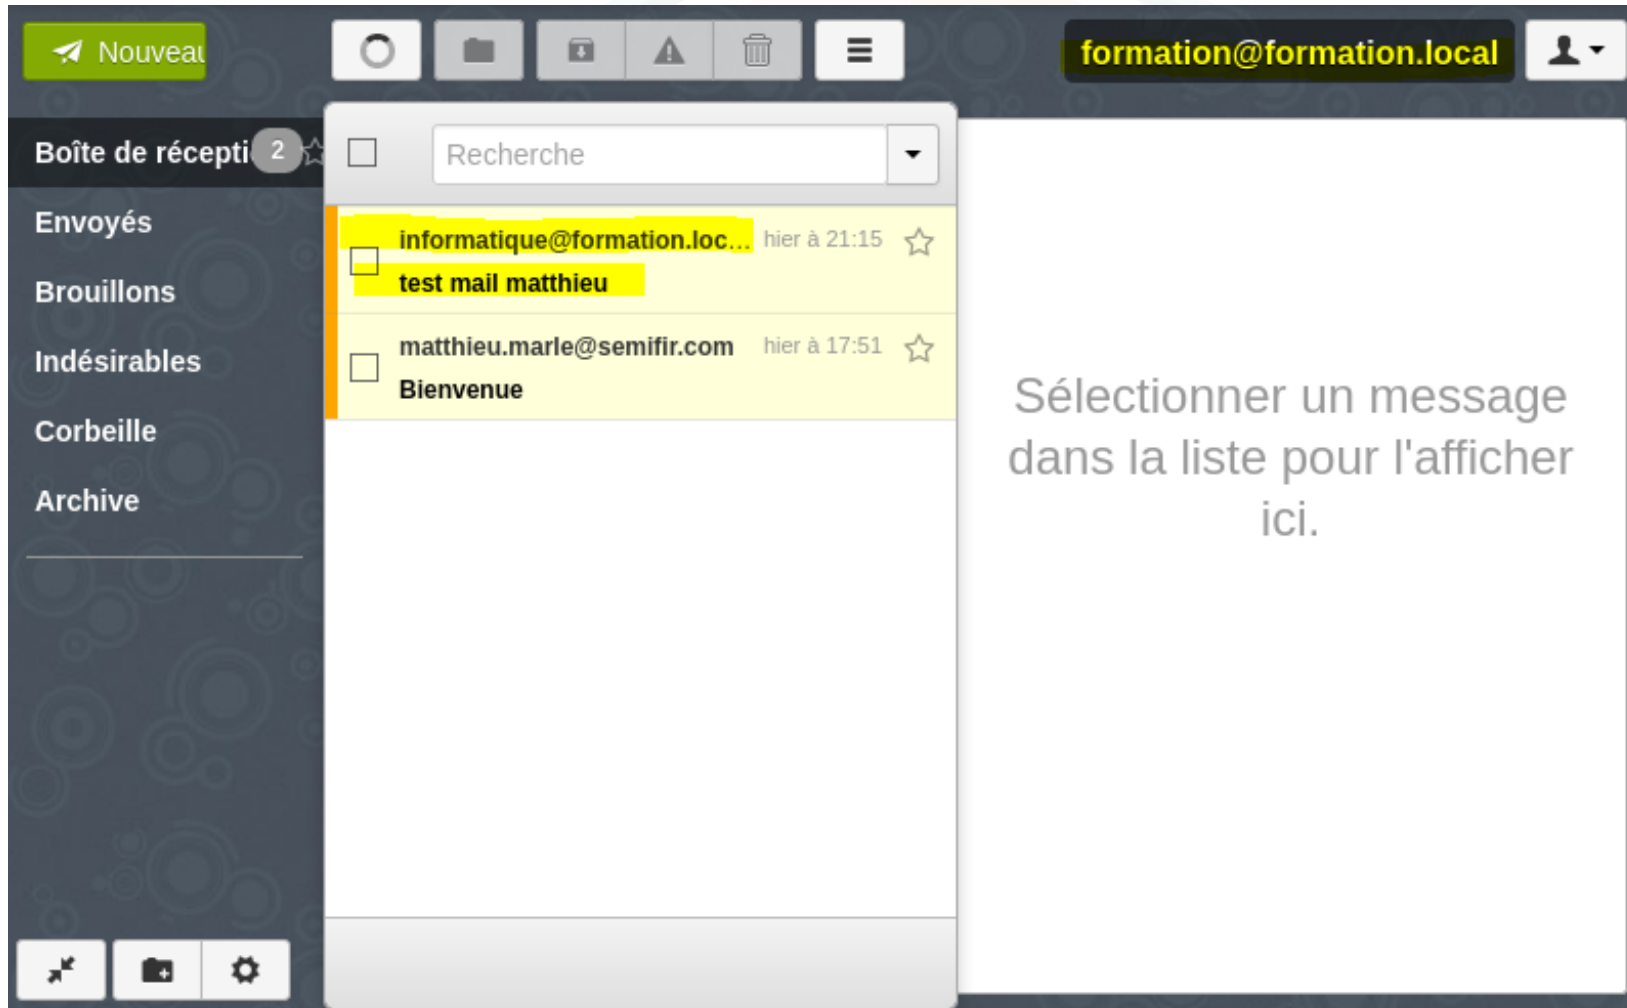 Nouveau
formation@formation.local
Boîte de récepti 2
Envoyés
Brouillons
Indésirables
Corbeille
Archive
Recherche
informatique@formation.loc... hier à 21:15
test mail matthieu
matthieu.marle@semifir.com hier à 17:51
Bienvenue
Sélectionner un message
dans la liste pour l'afficher
ici.